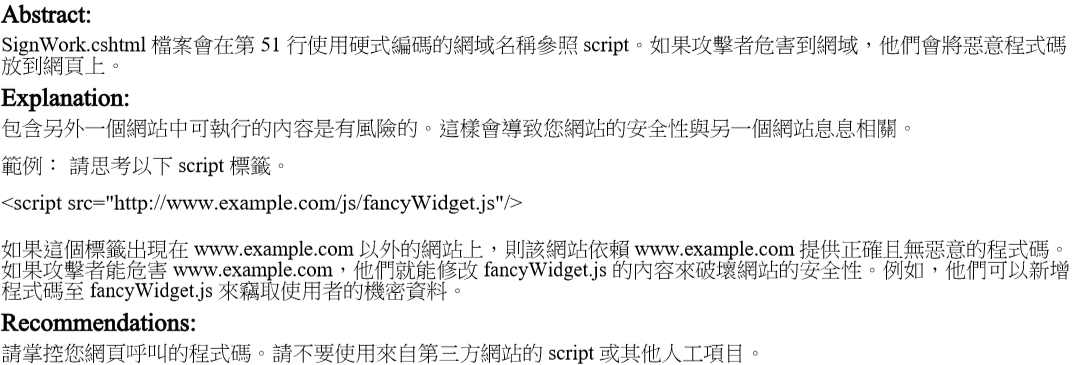 Abstract:
SignWork.cshtml 檔案會在第 51 行使用硬式編碼的網域名稱參照 script。如果攻擊者危害到網域，他們會將惡意程式碼
放到網頁上。
Explanation:
包含另外一個網站中可執行的內容是有風險的。這樣會導致您網站的安全性與另一個網站息息相關。
範例： 請思考以下 script 標籤。
<script src="http://www.example.com/js/fancyWidget.js"/>
如果這個標籤出現在 www.example.com 以外的網站上，則該網站依賴 www.example.com 提供正確且無惡意的程式碼。
如果攻擊者能危害 www.example.com，他們就能修改 fancyWidget.js 的內容來破壞網站的安全性。例如，他們可以新增
程式碼至 fancyWidget.js 來竊取使用者的機密資料。
Recommendations:
請掌控您網頁呼叫的程式碼。請不要使用來自第三方網站的 script 或其他人工項目。